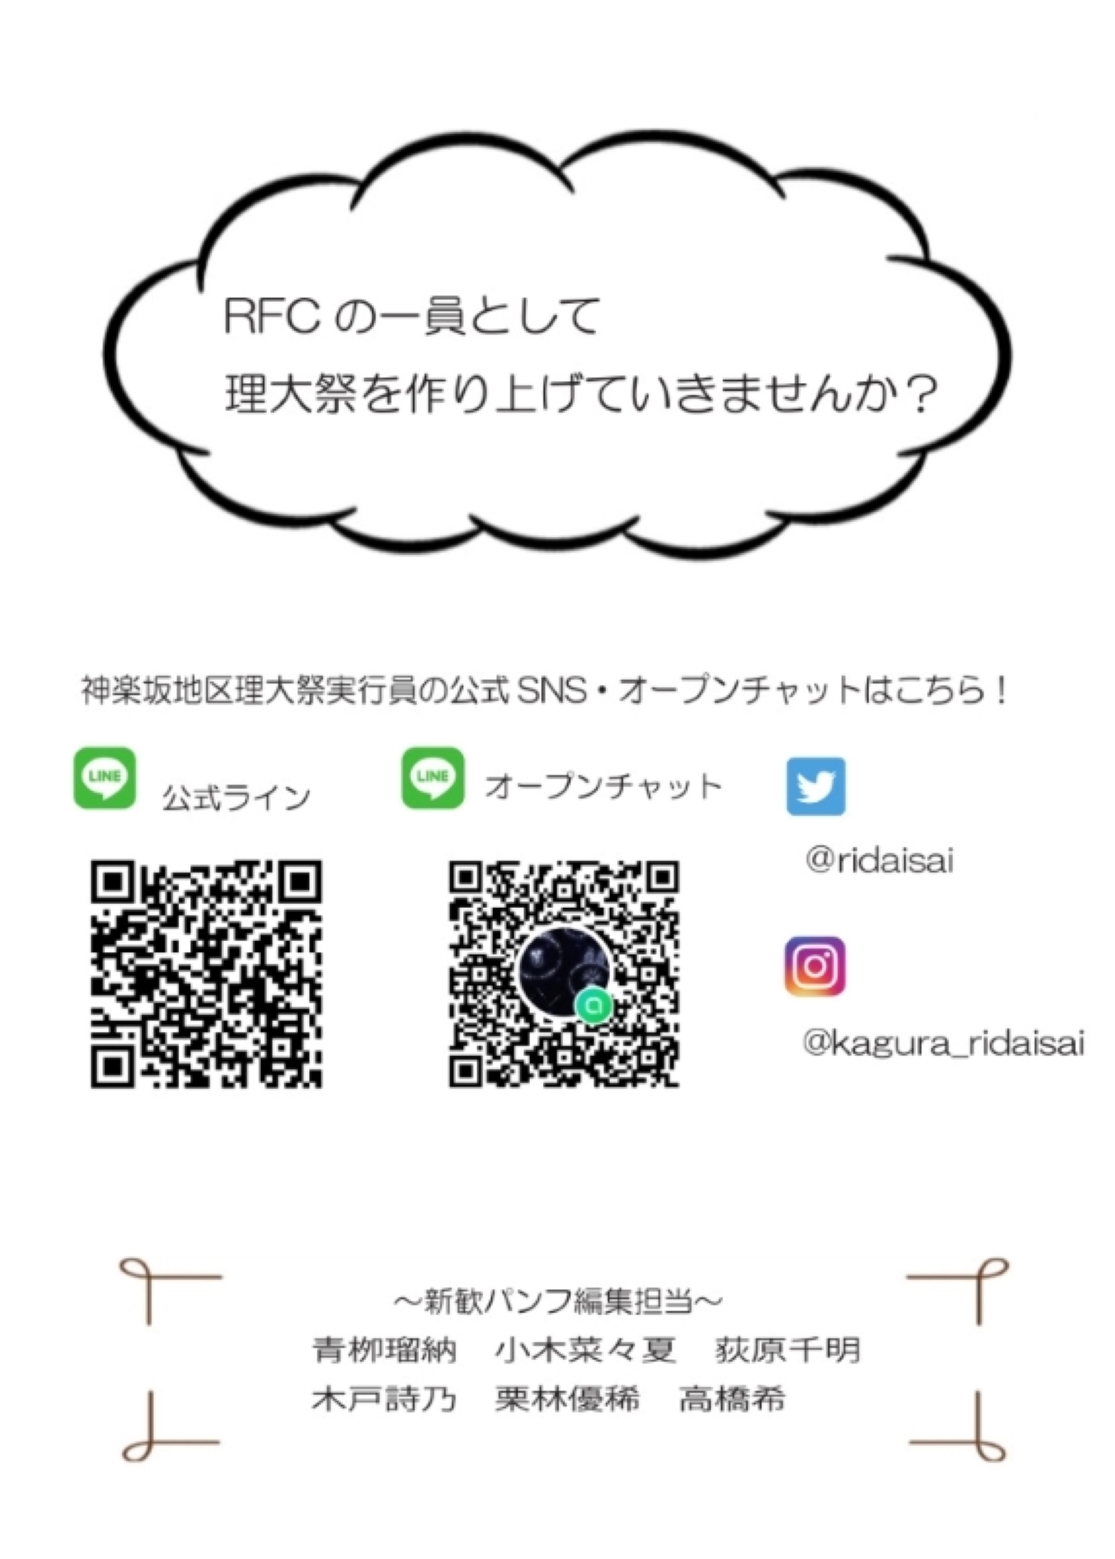 RFC の一員として
理大祭を作り上げていきませんか？
神楽坂地区理大祭実行員の公式 SNS・オープンチャットはこちら！
LINE 公式ライン
LINE オープンチャット
@ridaisai
@kagura_ridaisai
～新歓パンフ編集担当～
青栁瑠納　小木菜々夏　荻原千明
木戸詩乃　栗林優稀　高橋希